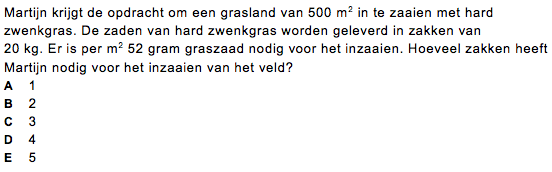 Martijn krijgt de opdracht om een grasland van 500 m² in te zaaien met hard
zwenkgras. De zaden van hard zwenkgras worden geleverd in zakken van
20 kg. Er is per m² 52 gram graszaad nodig voor het inzaaien. Hoeveel zakken heeft
Martijn nodig voor het inzaaien van het veld?
A 1
B 2
C 3
D 4
E 5